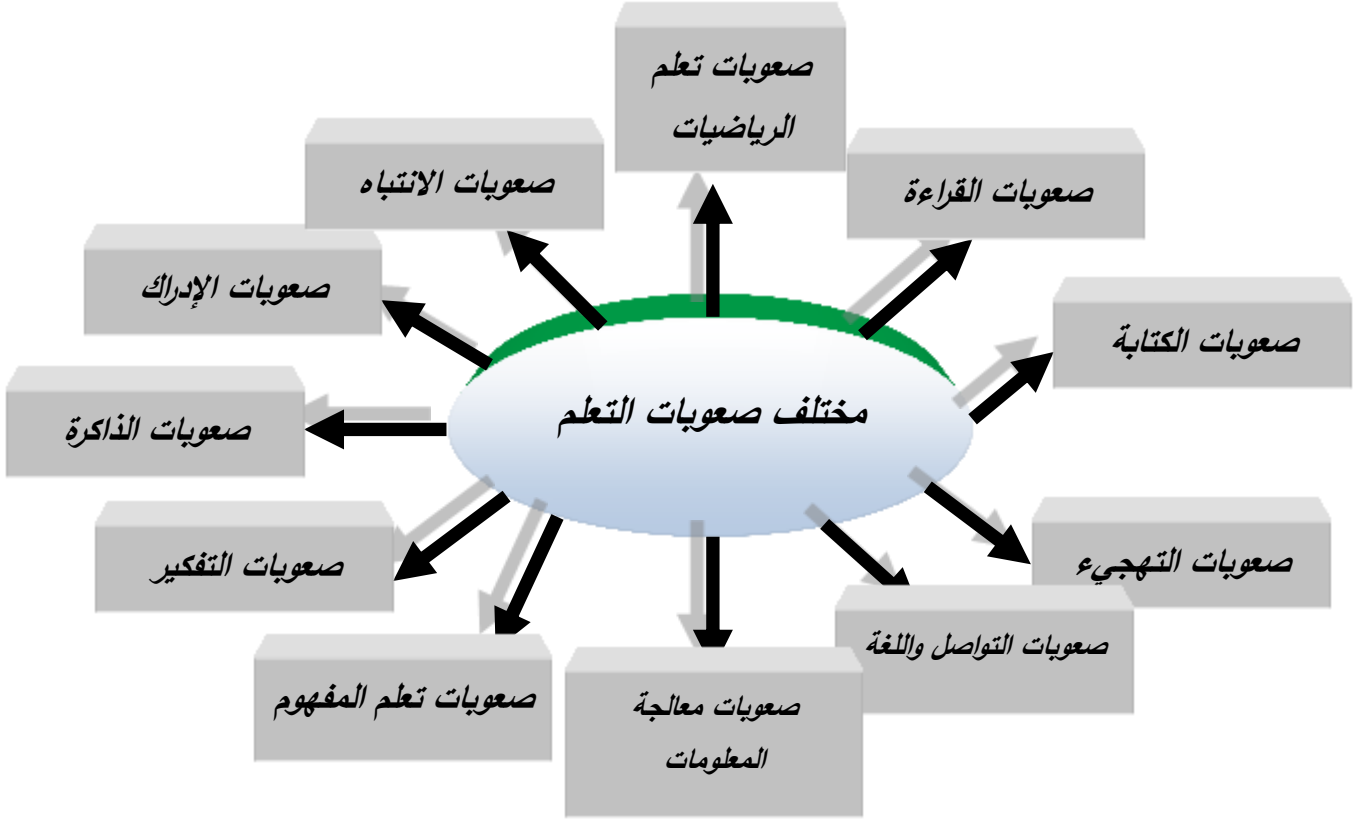 صعوبات تعلم
الرياضيات
صعوبات القراءة
صعوبات الانتباه
صعوبات الإدراك
صعوبات الكتابة
مختلف صعوبات التعلم
صعوبات الذاكرة
صعوبات التهجيء
صعوبات التفكير
صعوبات التواصل واللغة
صعوبات تعلم المفهوم
صعوبات معالجة
المعلومات